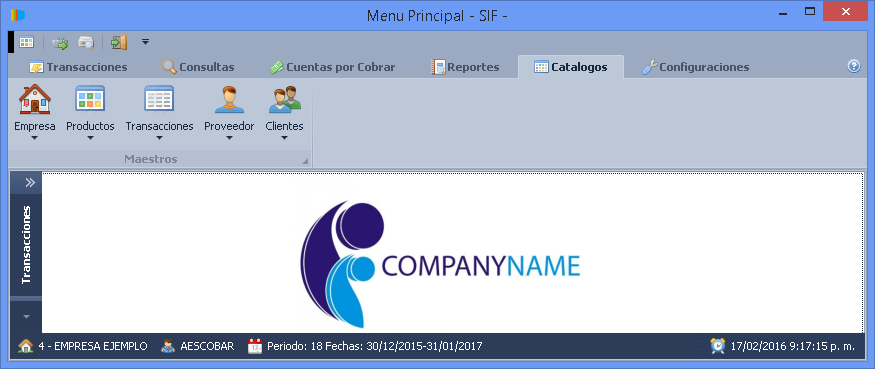 Menu Principal - SIF -
Transacciones Consultas Cuentas por Cobrar Reportes Catalogos Configuraciones
Empresa Productos Transacciones Proveedor Clientes
Maestros
Transacciones
COMPANYNAME
4 - EMPRESA EJEMPLO AESCOBAR Periodo: 18 Fechas: 30/12/2015-31/01/2017 17/02/2016 9:17:15 p. m.